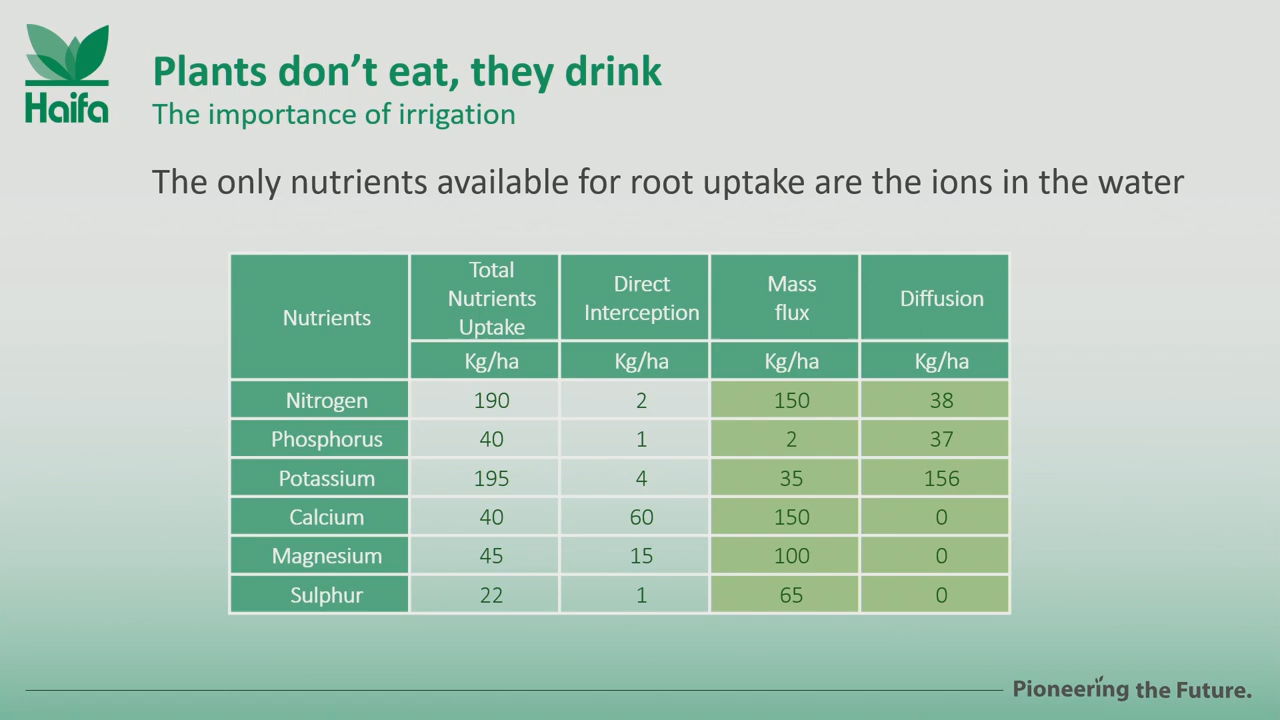 Haifa
Plants don't eat, they drink
The importance of irrigation
The only nutrients available for root uptake are the ions in the water
Nutrients Total Nutrients Uptake Direct Interception Mass flux Diffusion
Kg/ha Kg/ha Kg/ha Kg/ha
Nitrogen 190 2 150 38
Phosphorus 40 1 2 37
Potassium 195 4 35 156
Calcium 40 60 150 0
Magnesium 45 15 100 0
Sulphur 22 1 65 0
Pioneering the Future.